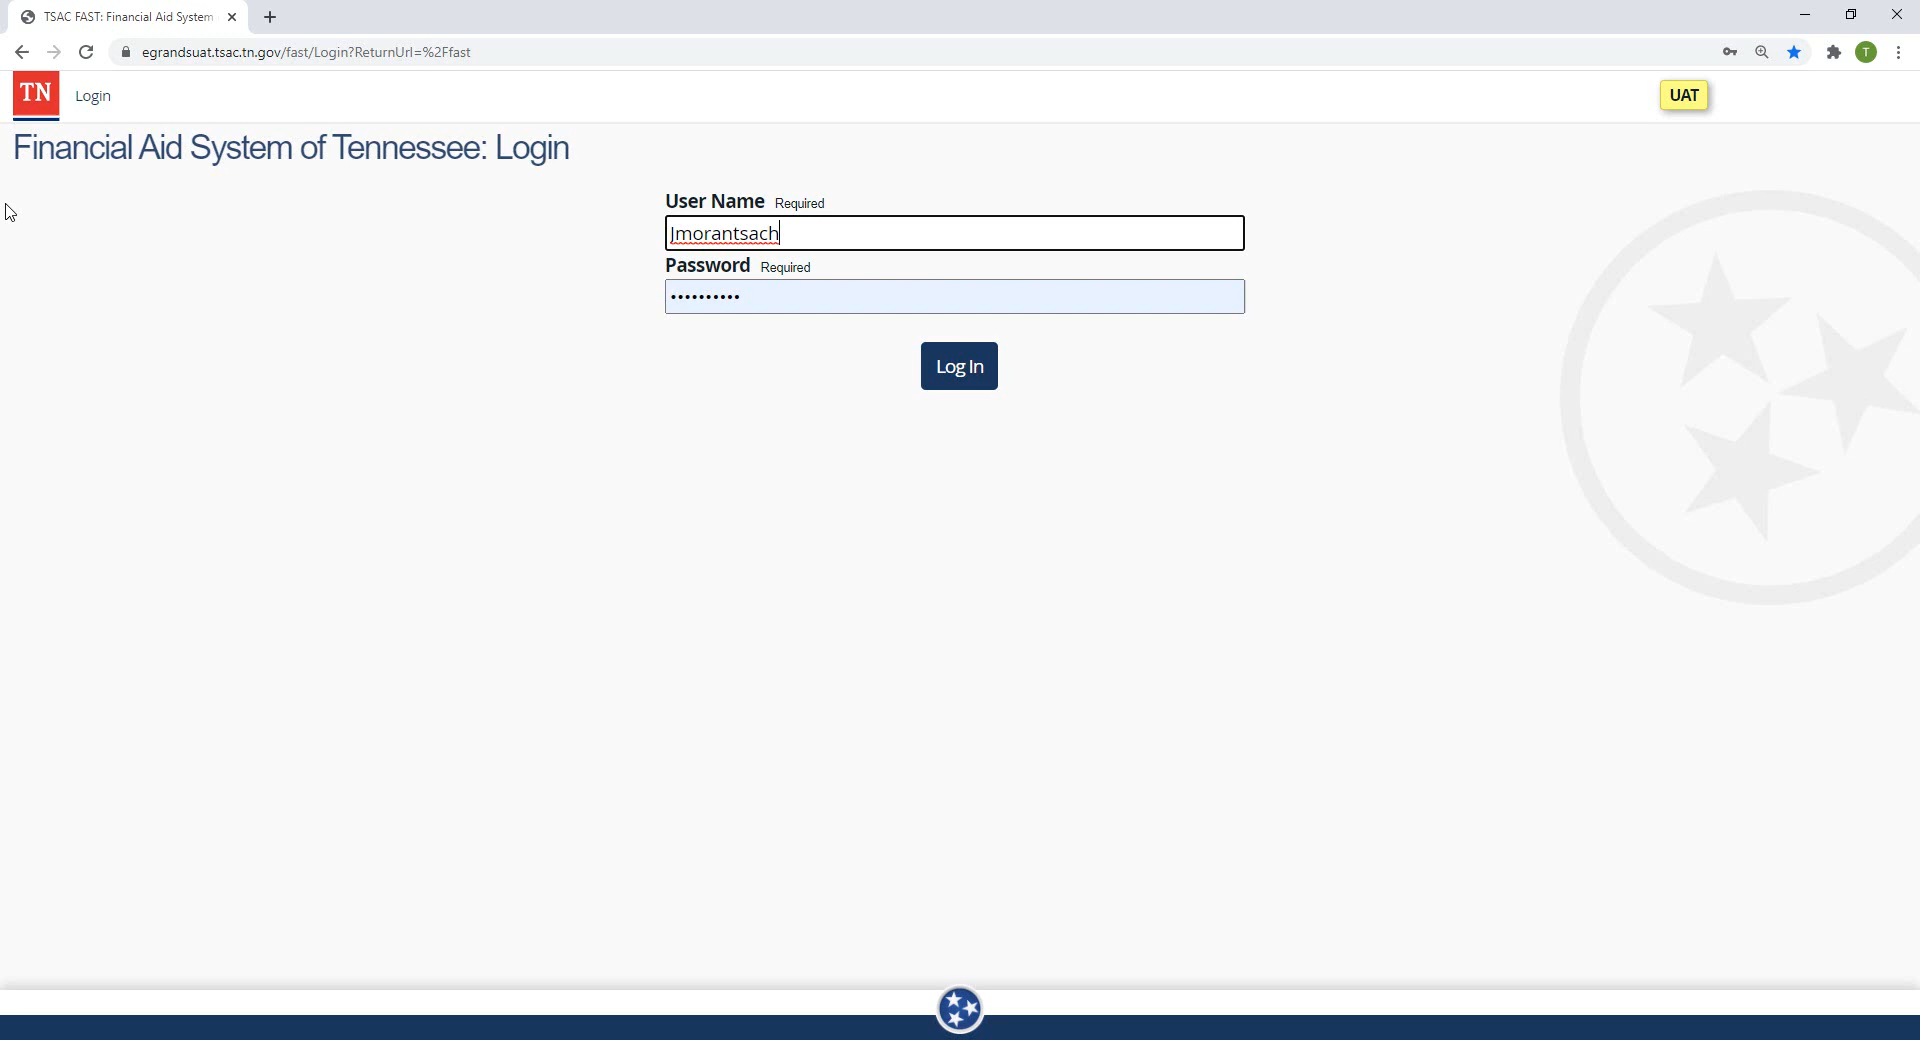 TSAC FAST: Financial Aid System
egrandsuat.tsac.tn.gov/fast/Login?ReturnUrl=%2Ffast
T
TN Login
UAT
Financial Aid System of Tennessee: Login
User Name Required
Jmorantsach
Password Required
••••••••••
Log In